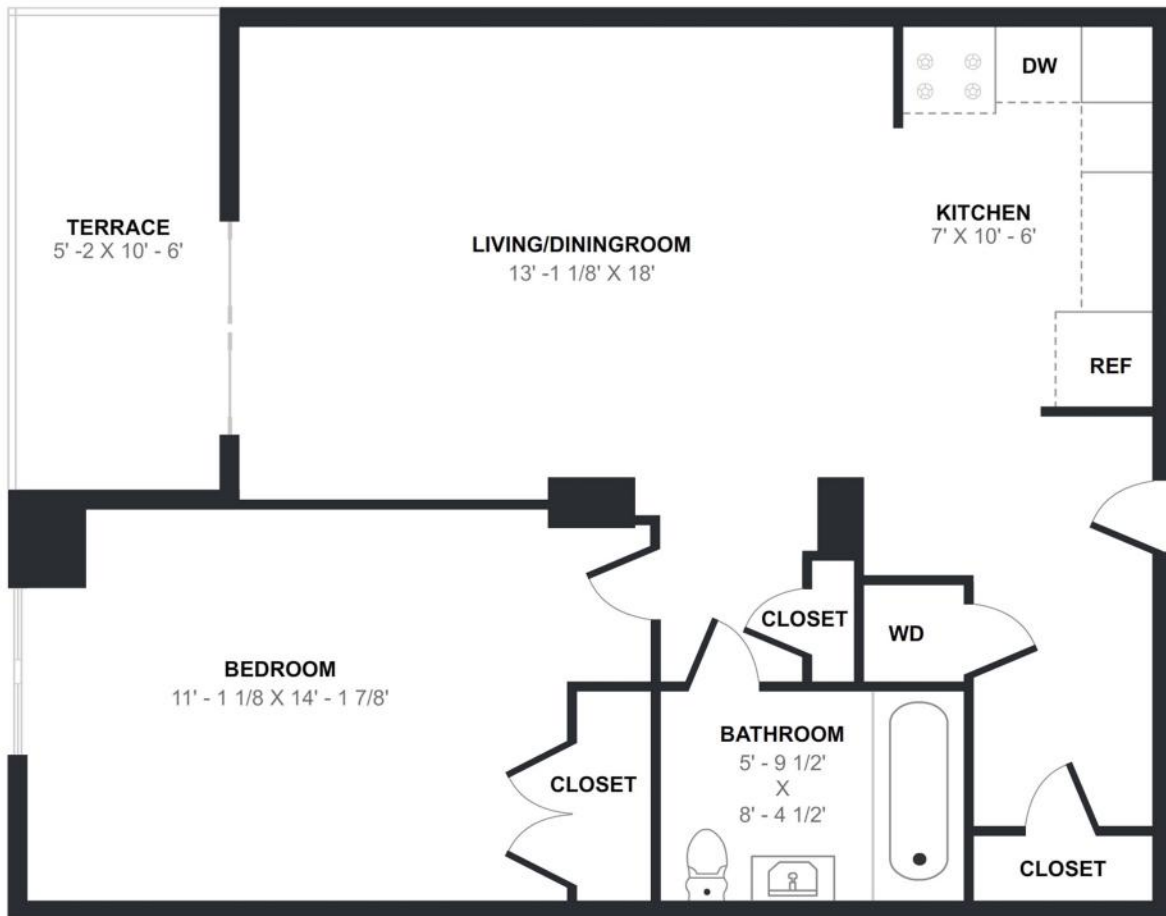 DW
TERRACE
5' -2 X 10' - 6'
LIVING/DININGROOM
13' -1 1/8' X 18'
KITCHEN
7' X 10' - 6'
REF
CLOSET
WD
BEDROOM
11' - 1 1/8 X 14' - 1 7/8'
CLOSET
BATHROOM
5' - 9 1/2'
X
8' - 4 1/2'
CLOSET